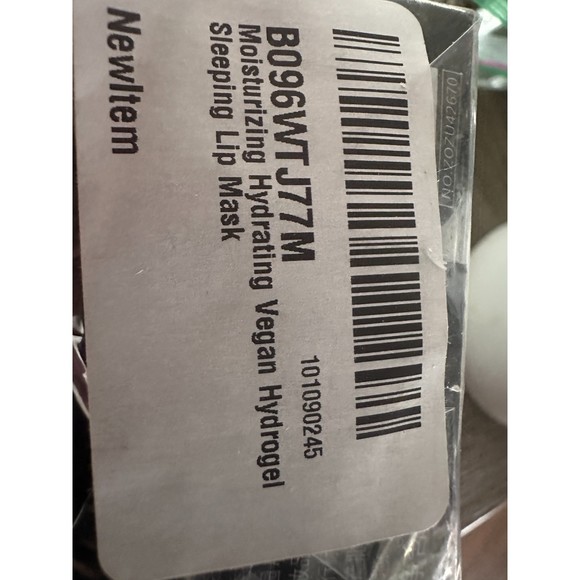 B096WTJ77M
Moisturizing Hydrating Vegan Hydrogel
Sleeping Lip Mask
101090245
NewItem